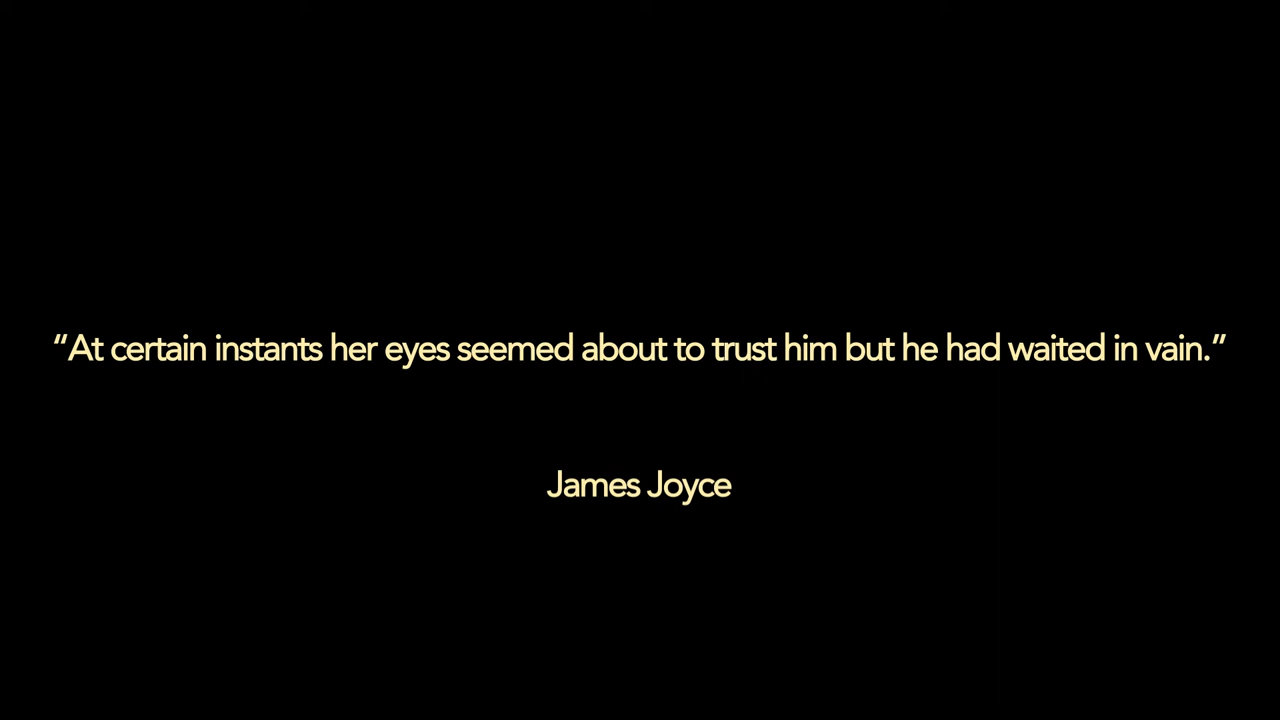 “At certain instants her eyes seemed about to trust him but he had waited in vain.”
James Joyce